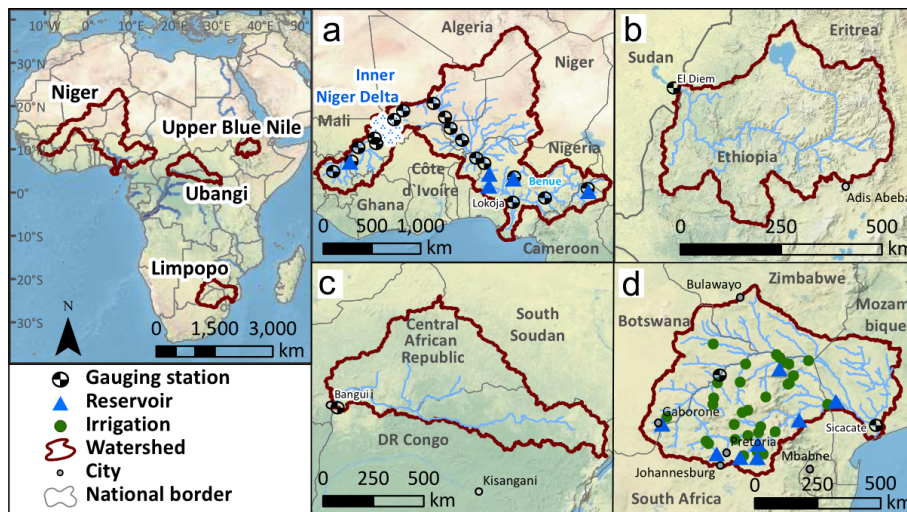 10°W
0°
10°E
20°E
30°E
40°E
50°E
30°N
20°N
10°N
0°
10°S
20°S
30°S
Niger
Upper Blue Nile
Ubangi
Limpopo
N
0 1,500 3,000
km
Gauging station
Reservoir
Irrigation
Watershed
City
National border
a
Algeria
Inner
Niger Delta
Niger
Mali
Nigeria
Côte
d'Ivoire
Benue
Ghana
Lokoja
0 500 1,000
km
Cameroon
b
Eritrea
Sudan
El Diem
Ethiopia
Adis Abeba
0 250 500
km
c
South
Soudan
Central
African
Republic
Bangui
DR Congo
0 250 500
km
Kisangani
d
Zimbabwe
Bulawayo
Mozam
bique
Botswana
Gaborone
Sicacate
Pretoria
Mbabne
Johannesburg
South Africa
0 250 500
km